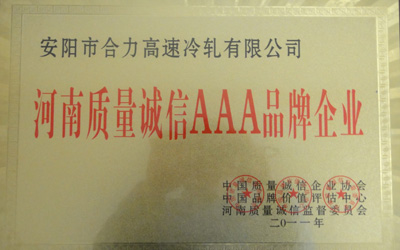 安阳市合力高速冷轧有限公司
河南质量诚信AAA品牌企业
中国质量诚信企业协会
中国品牌价值评估中心
河南质量诚信监督委员会
二〇一一年